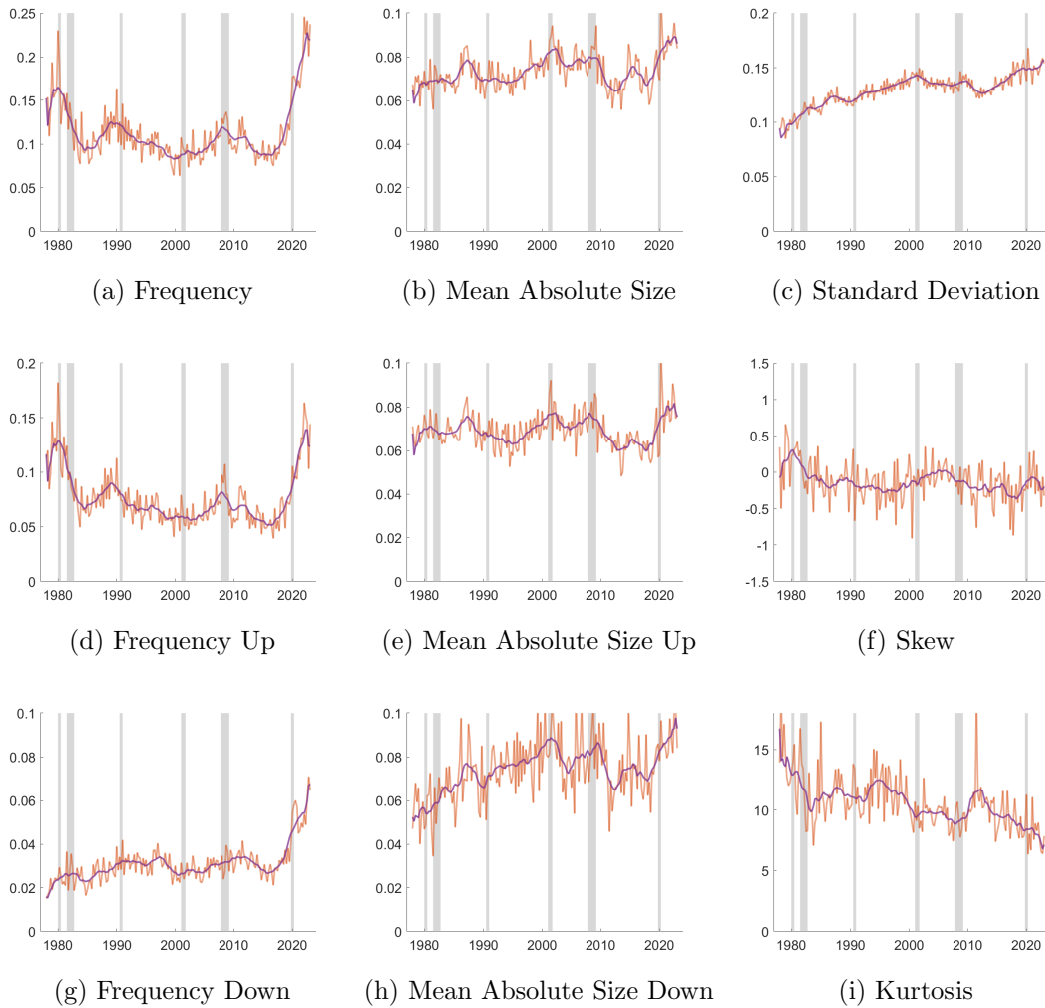 0.25
0.2
0.15
0.1
0.05
0
1980 1990 2000 2010 2020
(a) Frequency
0.1
0.08
0.06
0.04
0.02
0
1980 1990 2000 2010 2020
(b) Mean Absolute Size
0.2
0.15
0.1
0.05
0
1980 1990 2000 2010 2020
(c) Standard Deviation
0.2
0.15
0.1
0.05
0
1980 1990 2000 2010 2020
(d) Frequency Up
0.1
0.08
0.06
0.04
0.02
0
1980 1990 2000 2010 2020
(e) Mean Absolute Size Up
1.5
1
0.5
0
-0.5
-1
-1.5
1980 1990 2000 2010 2020
(f) Skew
0.1
0.08
0.06
0.04
0.02
0
1980 1990 2000 2010 2020
(g) Frequency Down
0.1
0.08
0.06
0.04
0.02
0
1980 1990 2000 2010 2020
(h) Mean Absolute Size Down
15
10
5
0
1980 1990 2000 2010 2020
(i) Kurtosis